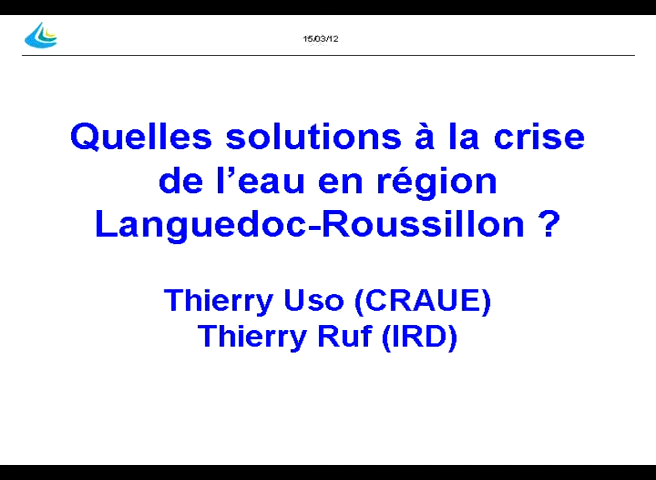 15/03/12
Quelles solutions à la crise
de l’eau en région
Languedoc-Roussillon ?
Thierry Uso (CRAUE)
Thierry Ruf (IRD)